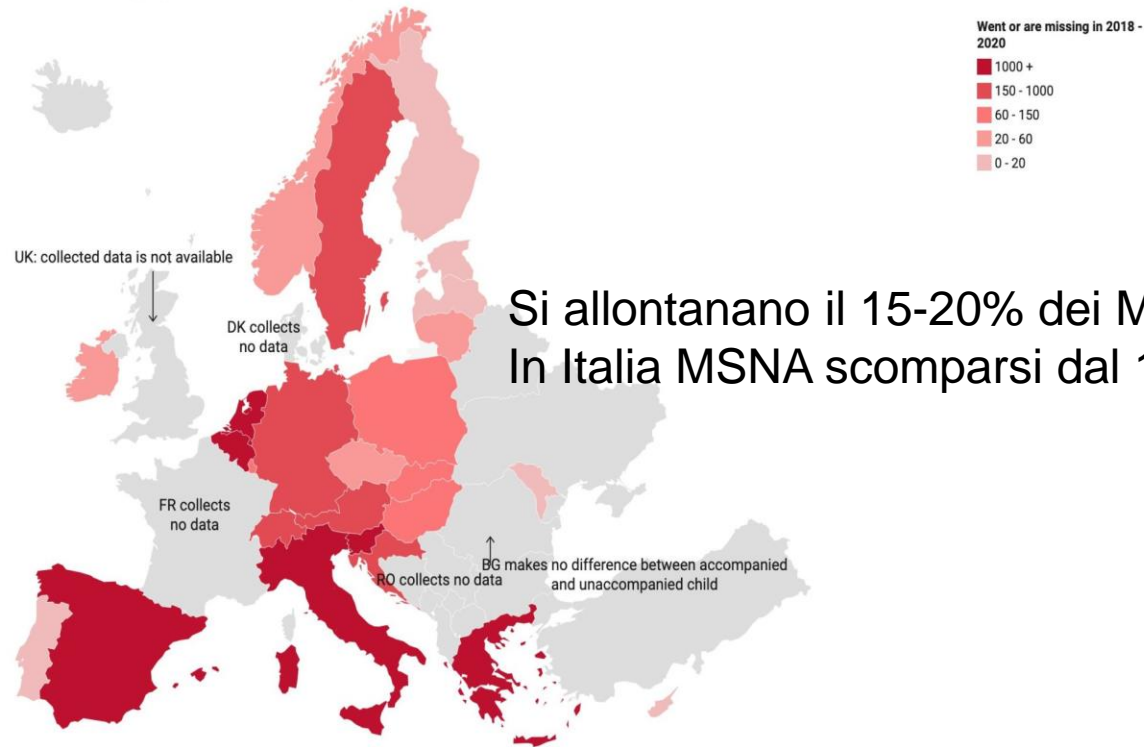 Went or are missing in 2018 -
2020
1000 +
150 - 1000
60 - 150
20 - 60
0 - 20
UK: collected data is not available
DK collects
no data
Si allontanano il 15-20% dei M
In Italia MSNA scomparsi dal 1
FR collects
no data
BG makes no difference between accompanied
and unaccompanied child
RO collects no data